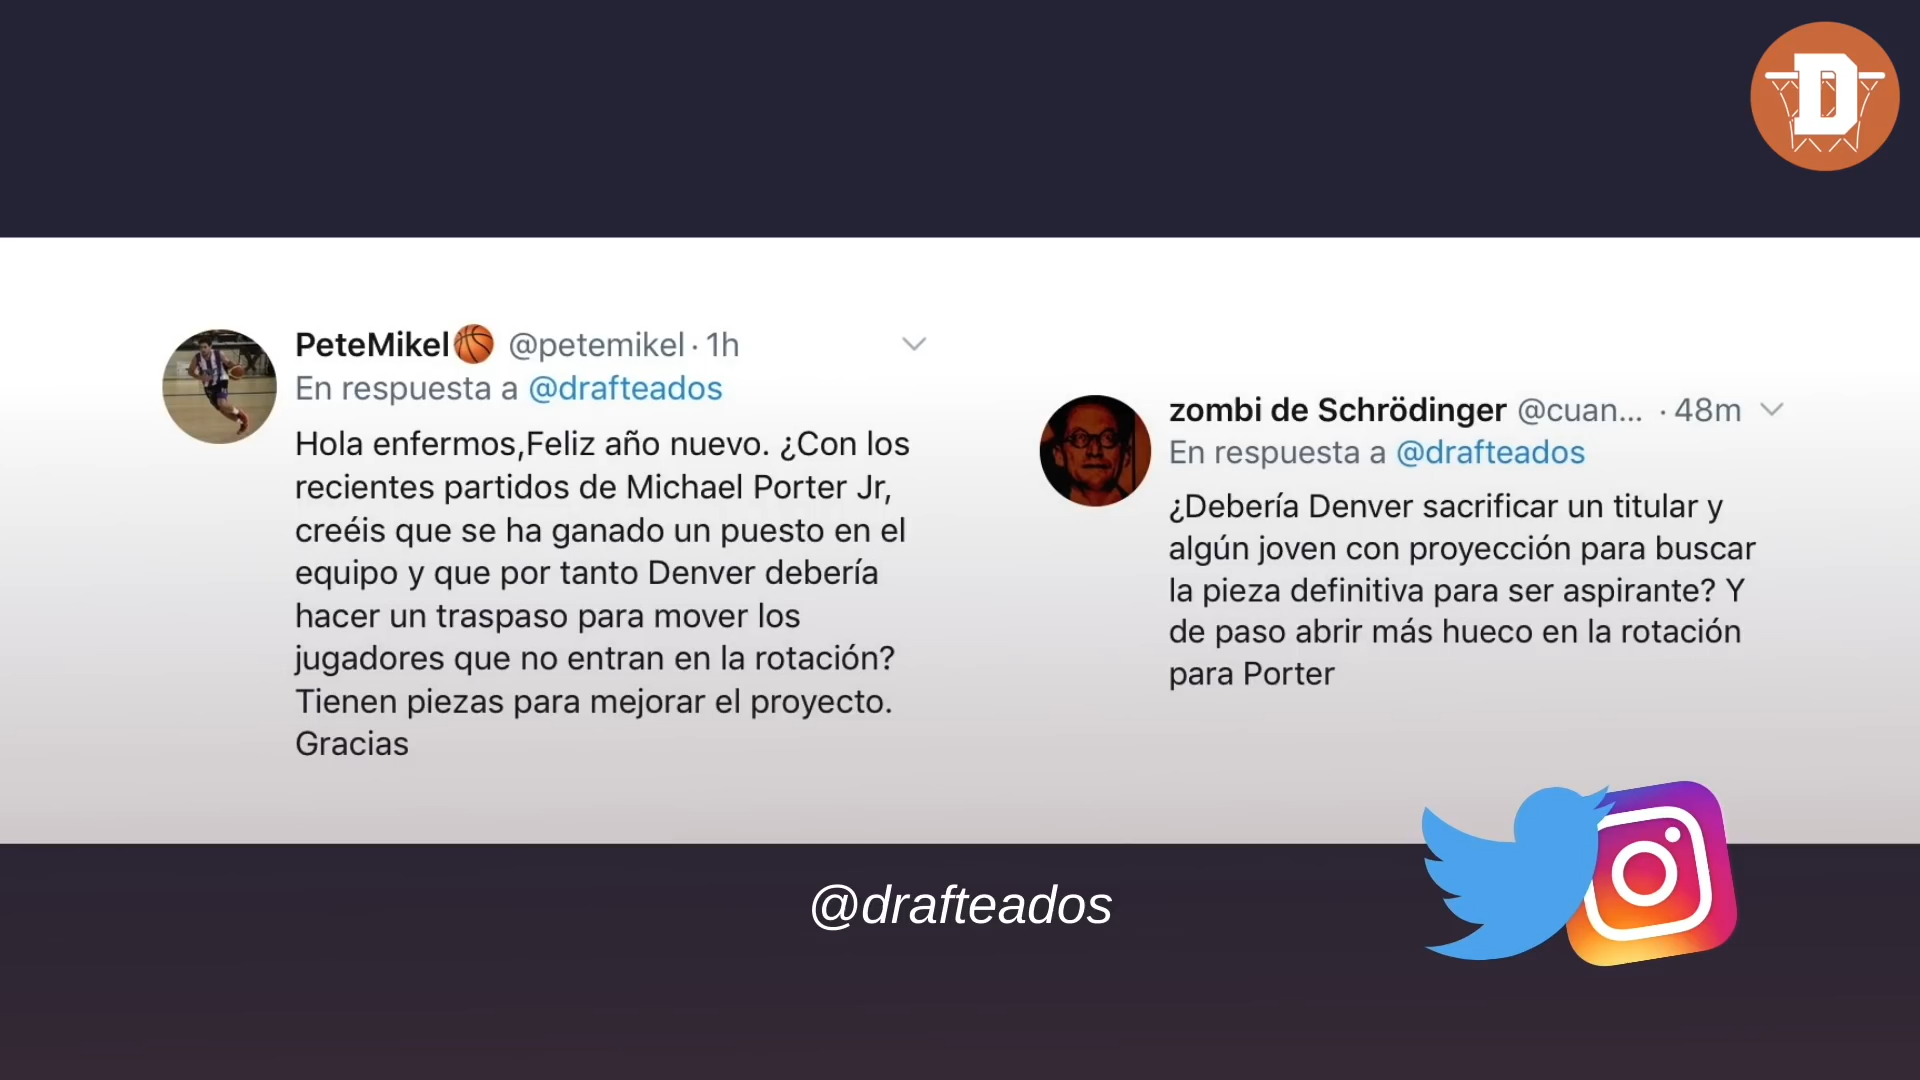 D
PeteMikel🏀 @petemikel · 1h
En respuesta a @drafteados
Hola enfermos,Feliz año nuevo. ¿Con los
recientes partidos de Michael Porter Jr,
creéis que se ha ganado un puesto en el
equipo y que por tanto Denver debería
hacer un traspaso para mover los
jugadores que no entran en la rotación?
Tienen piezas para mejorar el proyecto.
Gracias
zombi de Schrödinger @cuan... · 48m
En respuesta a @drafteados
¿Debería Denver sacrificar un titular y
algún joven con proyección para buscar
la pieza definitiva para ser aspirante? Y
de paso abrir más hueco en la rotación
para Porter
@drafteados